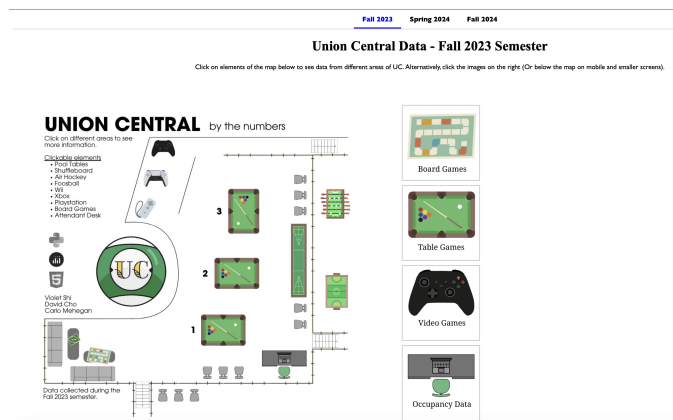 Fall 2023 Spring 2024 Fall 2024
Union Central Data - Fall 2023 Semester
Click on elements of the map below to see data from different areas of UC. Alternatively, click the images on the right (Or below the map on mobile and smaller screens).
UNION CENTRAL by the numbers
Click on different areas to see
more information.
Clickable elements
• Pool Tables
• Shuffleboard
• Air Hockey
• Foosball
• Wii
• Xbox
• Playstation
• Board Games
• Attendant Desk
3
2
1
UC
5
Violet Shi
David Cho
Carlo Mehegan
Data collected during the
Fall 2023 semester.
Board Games
Table Games
Video Games
Occupancy Data